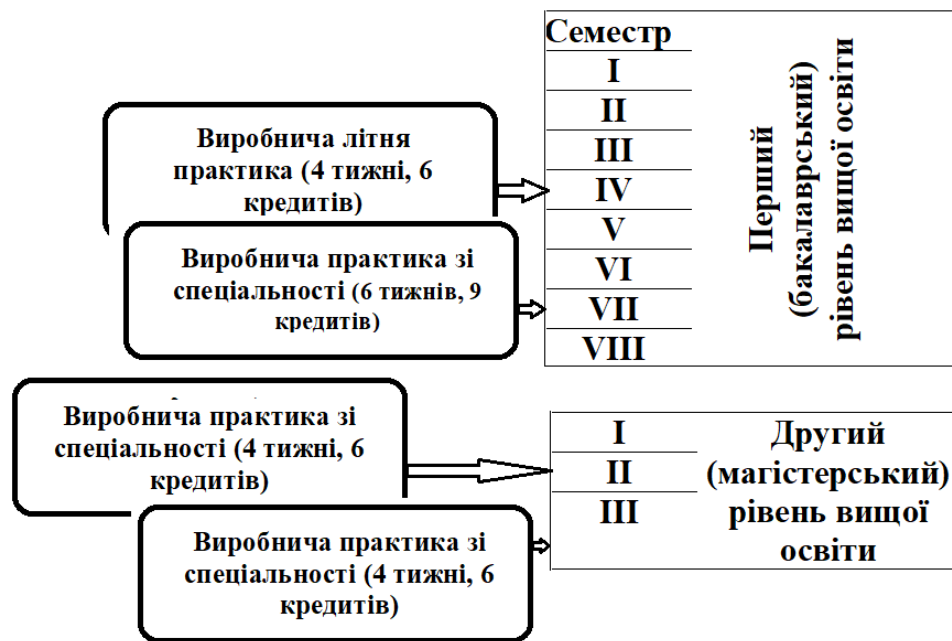 Семестр
I
II
III
IV
V
VI
VII
VIII
Перший
(бакалаврський)
рівень вищої освіти
Виробнича літня
практика (4 тижні, 6
кредитів)
Виробнича практика зі
спеціальності (6 тижнів, 9
кредитів)
Виробнича практика зі
спеціальності (4 тижні, 6
кредитів)
Виробнича практика зі
спеціальності (4 тижні, 6
кредитів)
I
II
III
Другий
(магістерський)
рівень вищої
освіти